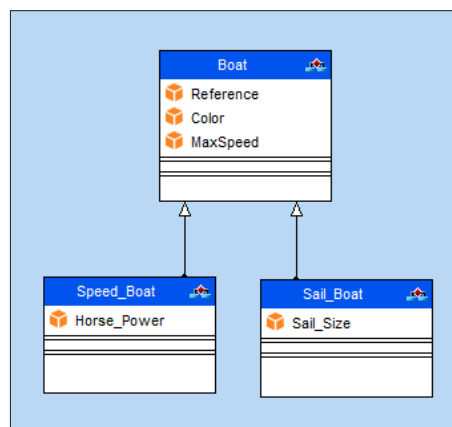 Boat
Reference
Color
MaxSpeed
Speed_Boat
Horse_Power
Sail_Boat
Sail_Size